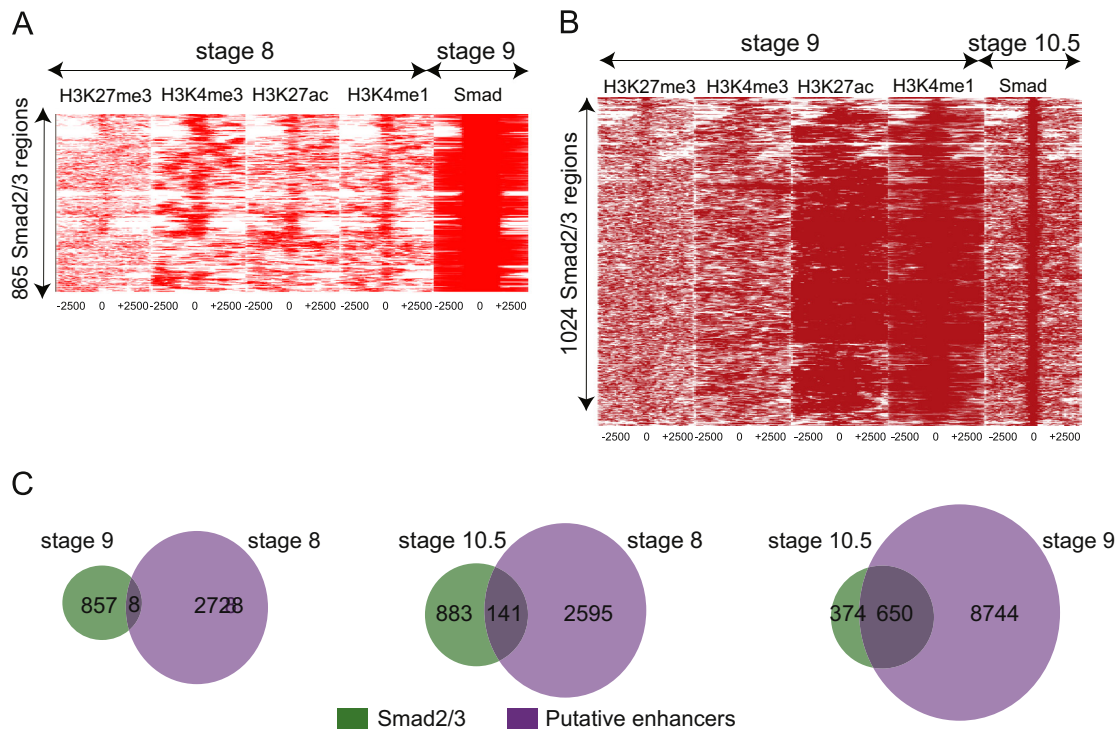 A
stage 8
stage 9
H3K27me3 H3K4me3 H3K27ac H3K4me1 Smad
865 Smad2/3 regions
-2500 0 +2500 -2500 0 +2500 -2500 0 +2500 -2500 0 +2500 -2500 0 +2500
B
stage 9
stage 10.5
H3K27me3 H3K4me3 H3K27ac H3K4me1 Smad
1024 Smad2/3 regions
-2500 0 +2500 -2500 0 +2500 -2500 0 +2500 -2500 0 +2500 -2500 0 +2500
C
stage 9
stage 8
857 8
stage 10.5
stage 8
883 141 2595
stage 10.5
stage 9
374 650 8744
Smad2/3
Putative enhancers